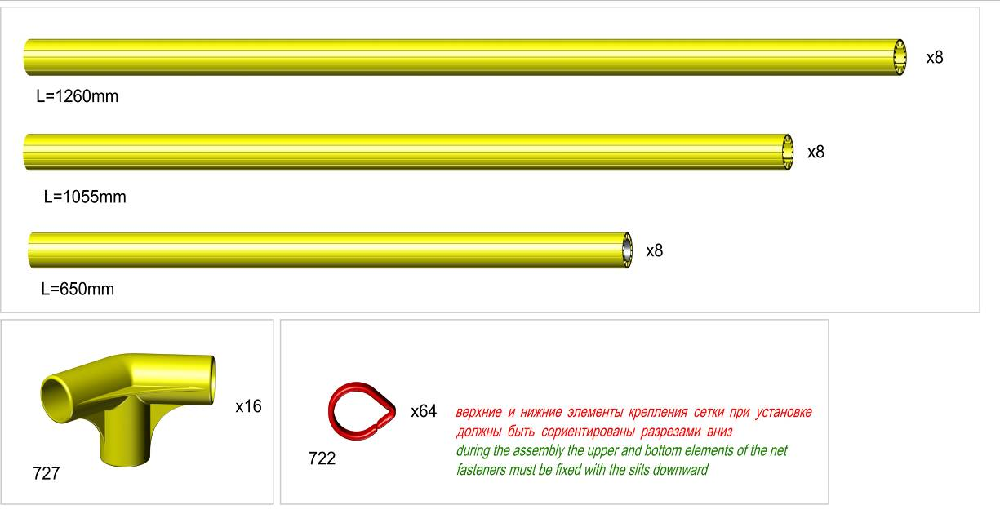 x8
L=1260mm
x8
L=1055mm
x8
L=650mm
x16
727
x64
722
верхние и нижние элементы крепления сетки при установке
должны быть сориентированы разрезами вниз
during the assembly the upper and bottom elements of the net
fasteners must be fixed with the slits downward